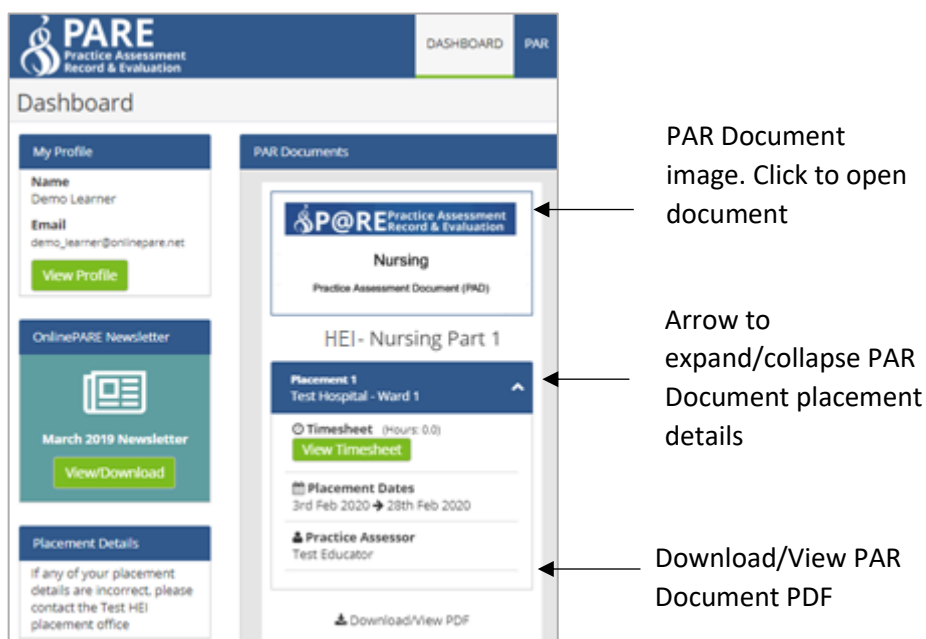 PARE
Practice Assessment
Record & Evaluation
DASHBOARD
PAR
Dashboard
My Profile
Name
Demo Learner
Email
demo_learner@onlinepare.net
View Profile
OnlinePARE Newsletter
March 2019 Newsletter
View/Download
Placement Details
If any of your placement
details are incorrect, please
contact the Test HEI
placement office
PAR Documents
P@RE Practice Assessment
Record & Evaluation
Nursing
Practice Assessment Document (PAD)
HEI- Nursing Part 1
Placement 1
Test Hospital - Ward 1
Timesheet (Hours: 0.0)
View Timesheet
Placement Dates
3rd Feb 2020 → 28th Feb 2020
Practice Assessor
Test Educator
Download/View PDF
PAR Document
image. Click to open
document
Arrow to
expand/collapse PAR
Document placement
details
Download/View PAR
Document PDF